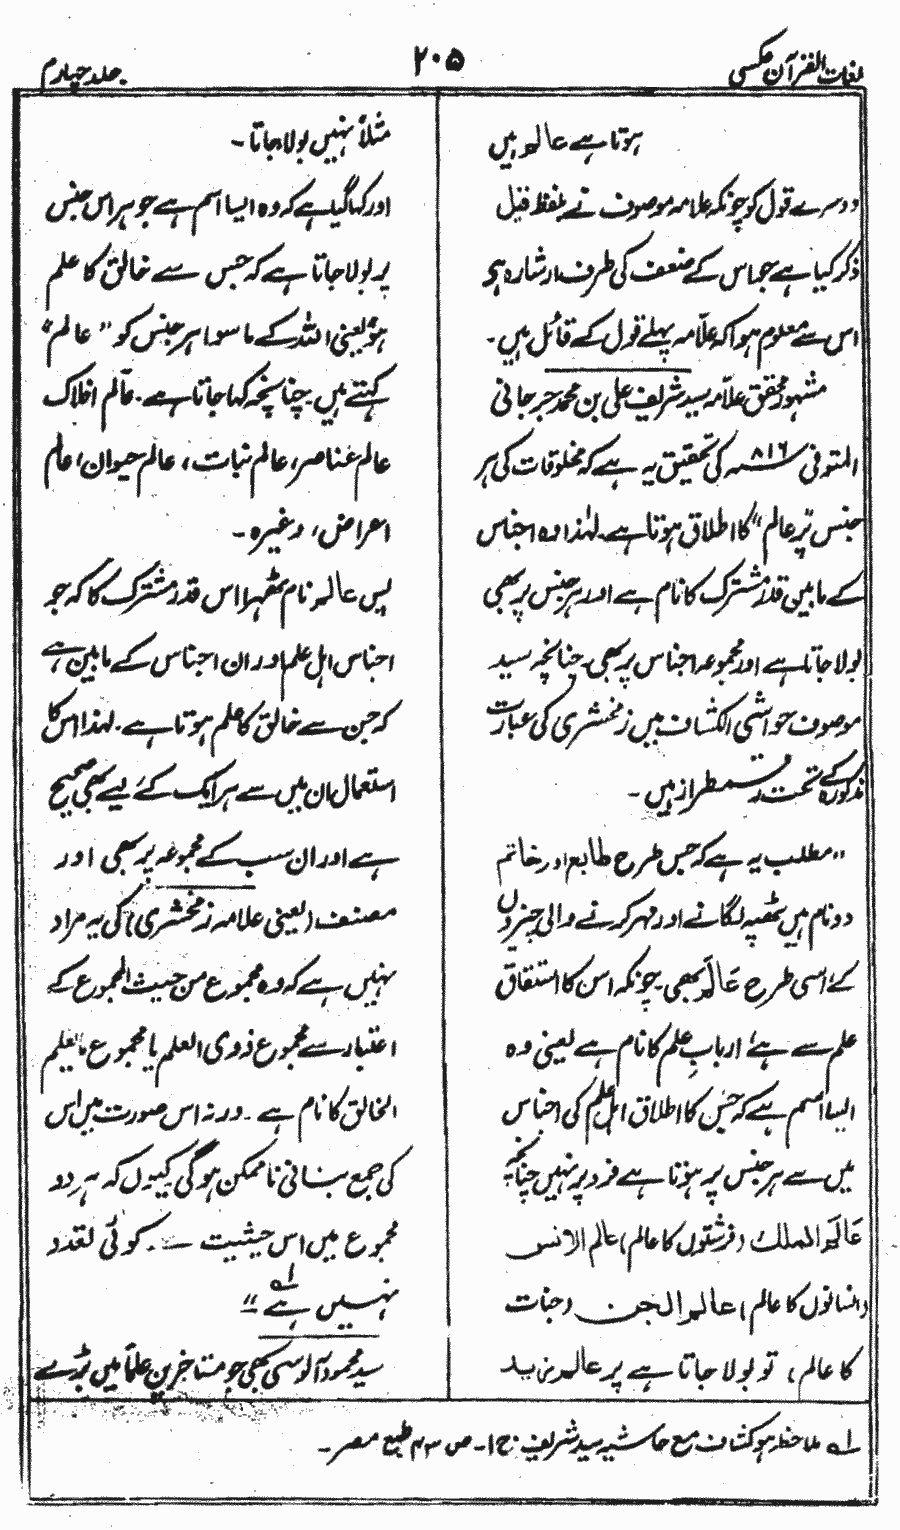 لغات القرآن عکسی
۲۰۵
جلد چہارم
ہوتا ہے عالم ہیں
دوسرے قول کو چونکہ علامہ موصوف نے بلفظ قیل
ذکر کیا ہے جو اس کے ضعف کی طرف اشارہ ہے
اس سے معلوم ہوا کہ علّامہ پہلے قول کے قائل ہیں۔
مشہور محقق علاّمہ سید شریف علی بن محمد جرجانی
المتوفی ۸۱۶ھ کی تحقیق یہ ہے کہ مخلوقات کی ہر
جنس پر "عالم" کا اطلاق ہوتا ہے۔ لہٰذا وہ اجناس
کے مابین قدر مشترک کا نام ہے اور ہر جنس پر بھی
بولا جاتا ہے اور مجموعہ اجناس پر بھی۔ چنانچہ سید
موصوف حواشی الکشاف میں زمخشری کی عبارت
مذکورہ کے تحت رقمطراز ہیں۔
"مطلب یہ ہے کہ جس طرح طابع اور خاتم
دو نام ہیں ٹھپہ لگانے اور مہر کرنے والی چیزوں
کے اسی طرح عالَم بھی۔ چونکہ اس کا اشتقاق
علم سے ہے اربابِ علم کا نام ہے یعنی وہ
ایسا اسم ہے کہ جس کا اطلاق اہل علم کی اجناس
میں سے ہر جنس پر ہوتا ہے فرد پر نہیں چنانچہ
عَالَم الملك (فرشتوں کا عالم) عالم الانس
(انسانوں کا عالم) عالم الجن (جنات
کا عالم) تو بولا جاتا ہے پر عالم زید
مثلاً نہیں بولا جاتا۔
اور کہا گیا ہے کہ وہ ایسا اسم ہے جو ہر اس جنس
پر بولا جاتا ہے کہ جس سے خالق کا علم
ہو یعنی اللہ کے ماسوا ہر جنس کو "عالم"
کہتے ہیں۔ چنانچہ کہا جاتا ہے۔ عالَم افلاک
عالم عناصر، عالم نبات، عالم حیوان، عالم
اعراض، وغیرہ۔
پس عالم نام ٹھہرا اس قدر مشترک کا کہ جو
اجناس اہل علم اور ان اجناس کے مابین ہے
کہ جن سے خالق کا علم ہوتا ہے۔ لہٰذا اس کا
استعمال ان میں سے ہر ایک کے لیے بھی صحیح
ہے اور ان سب کے مجموعہ پر بھی اور
مصنف (یعنی علامہ زمخشری) کی یہ مراد
نہیں ہے کہ وہ مجموع من حیث المجموع کے
اعتبار سے مجموع ذوی العلم یا مجموع ما یعلم بہ
الخالق کا نام ہے۔ ورنہ اس صورت میں اس
کی جمع بنانی ناممکن ہوگی کیوں کہ ہر دو
مجموع میں اس حیثیت سے کوئی تعدد
نہیں ہے لہ"
سید محمود آلوسی بھی جو متاخرین علماً میں بڑے
لہ ملاحظہ ہو کشاف مع حاشیہ سید شریف ج ۱۔ ص ۴۳ طبع مصر۔